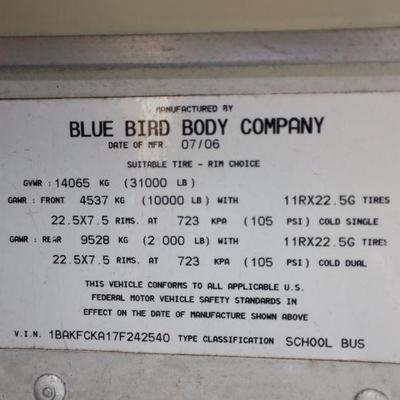 MANUFACTURED BY
BLUE BIRD BODY COMPANY
DATE OF MFR. 07/06
SUITABLE TIRE - RIM CHOICE
GVWR : 14065 KG (31000 LB)
GAWR : FRONT 4537 KG (10000 LB) WITH 11RX22.5G TIRES
22.5X7.5 RIMS. AT 723 KPA (105 PSI) COLD SINGLE
GAWR : REAR 9528 KG (2 000 LB) WITH 11RX22.5G TIRES
22.5X7.5 RIMS. AT 723 KPA (105 PSI) COLD DUAL
THIS VEHICLE CONFORMS TO ALL APPLICABLE U.S.
FEDERAL MOTOR VEHICLE SAFETY STANDARDS IN
EFFECT ON THE DATE OF MANUFACTURE SHOWN ABOVE
V.I.N. 1BAKFCKA17F242540 TYPE CLASSIFICATION SCHOOL BUS